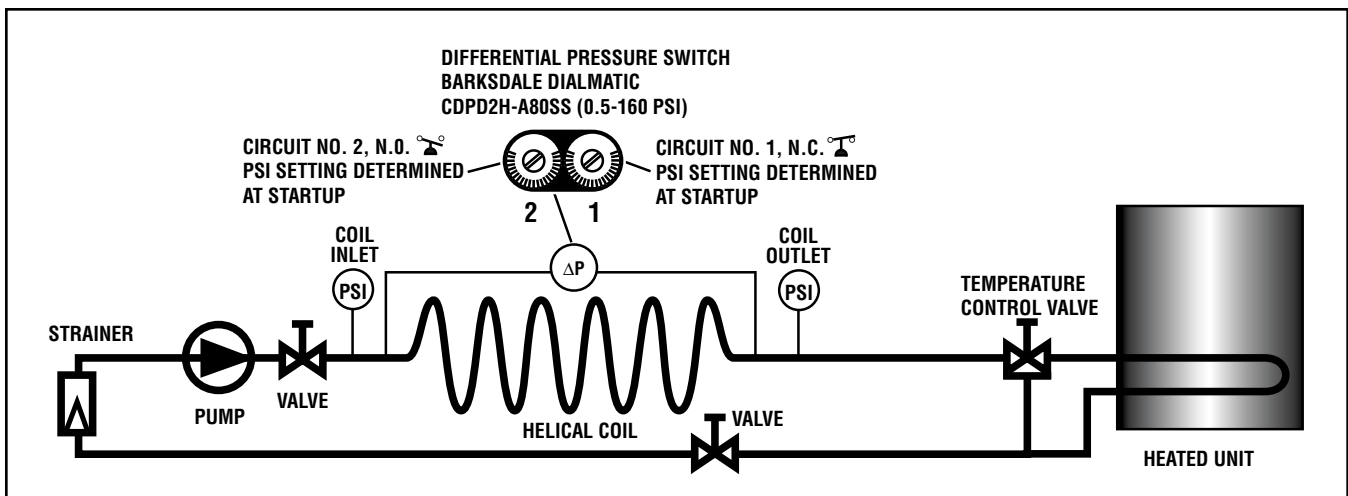 DIFFERENTIAL PRESSURE SWITCH
BARKSDALE DIALMATIC
CDPD2H-A80SS (0.5-160 PSI)
CIRCUIT NO. 2, N.O.
PSI SETTING DETERMINED
AT STARTUP
CIRCUIT NO. 1, N.C.
PSI SETTING DETERMINED
AT STARTUP
2
1
COIL
INLET
PSI
ΔP
COIL
OUTLET
PSI
TEMPERATURE
CONTROL VALVE
STRAINER
PUMP
VALVE
HELICAL COIL
VALVE
HEATED UNIT